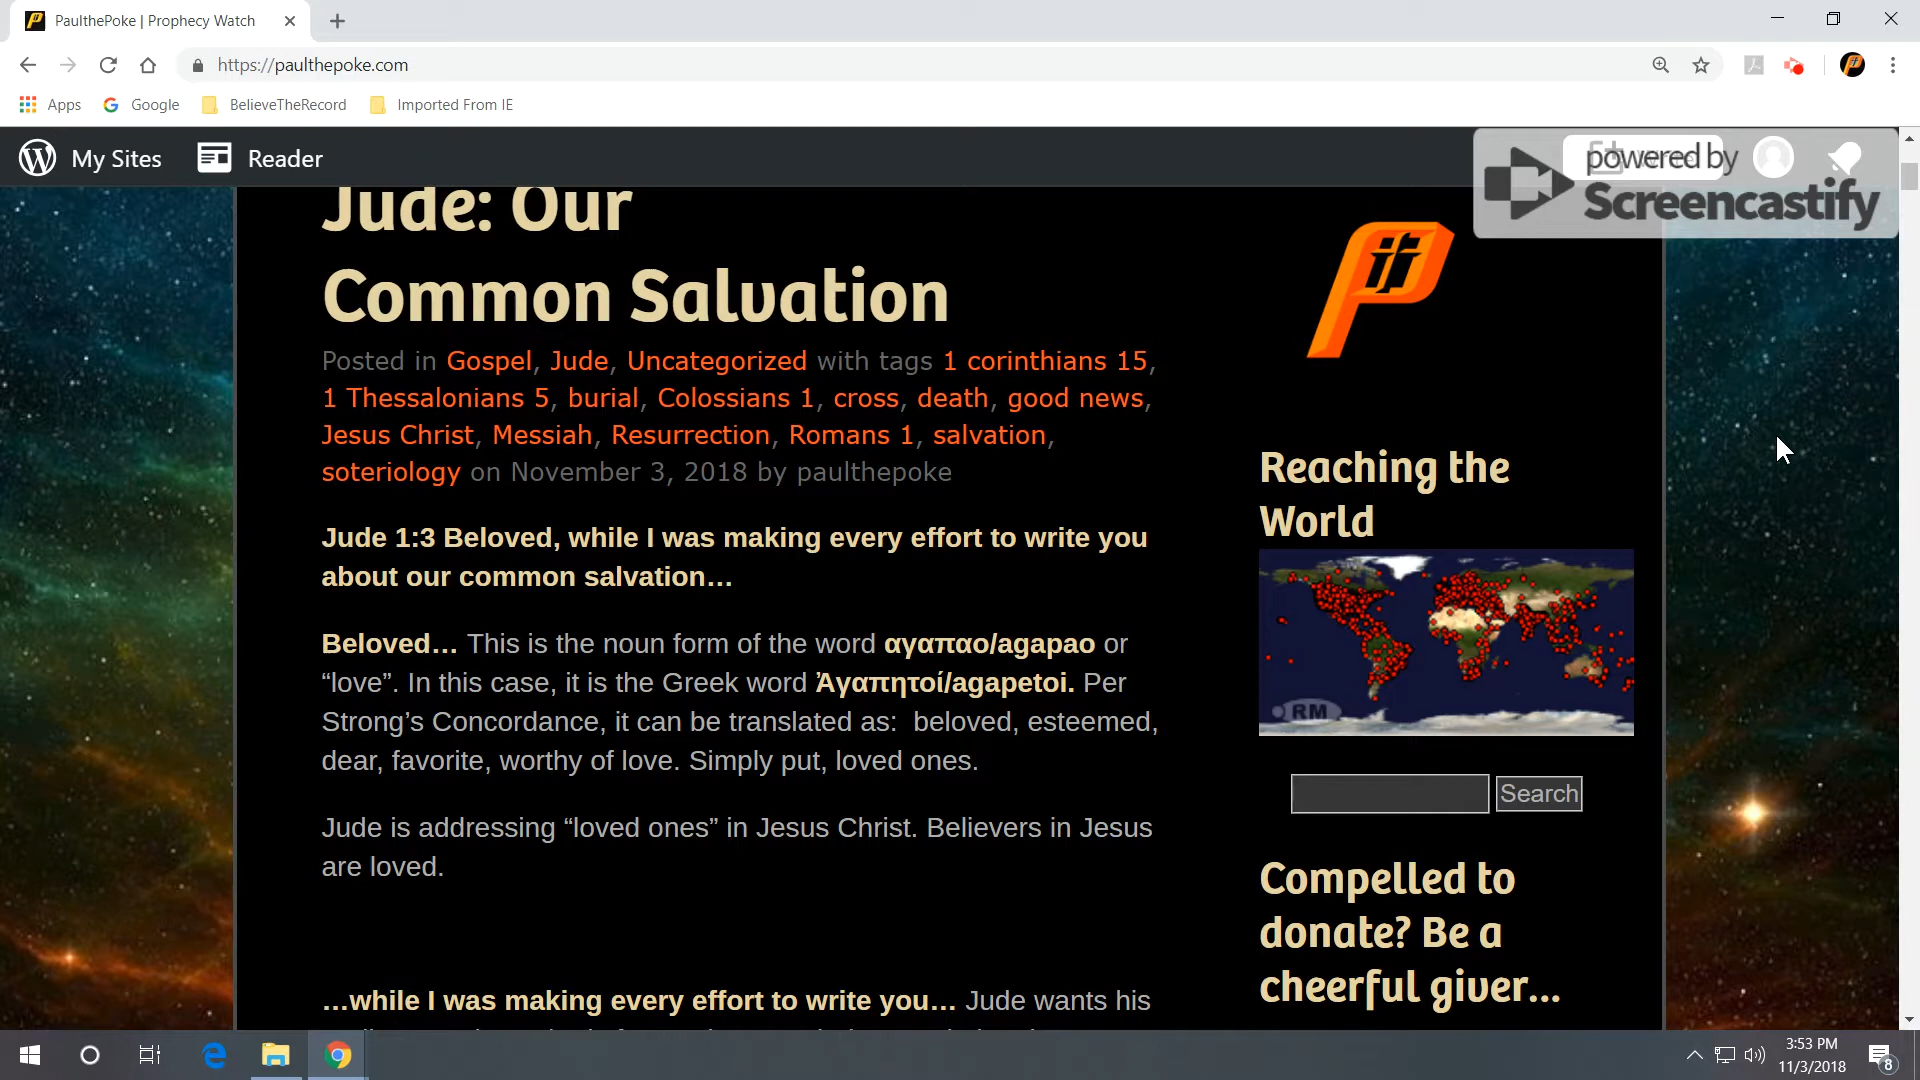 PaulthePoke | Prophecy Watch
https://paulthepoke.com
Apps
Google
BelieveTheRecord
Imported From IE
My Sites
Reader
powered by
Screencastify
Jude: Our
Common Salvation
Posted in Gospel, Jude, Uncategorized with tags 1 corinthians 15,
1 Thessalonians 5, burial, Colossians 1, cross, death, good news,
Jesus Christ, Messiah, Resurrection, Romans 1, salvation,
soteriology on November 3, 2018 by paulthepoke
Jude 1:3 Beloved, while I was making every effort to write you
about our common salvation…
Beloved… This is the noun form of the word αγαπαο/agapao or
“love”. In this case, it is the Greek word Ἀγαπητοί/agapetoi. Per
Strong’s Concordance, it can be translated as:  beloved, esteemed,
dear, favorite, worthy of love. Simply put, loved ones.
Jude is addressing “loved ones” in Jesus Christ. Believers in Jesus
are loved.
…while I was making every effort to write you… Jude wants his
Reaching the
World
RM
Search
Compelled to
donate? Be a
cheerful giver...
3:53 PM
11/3/2018
8